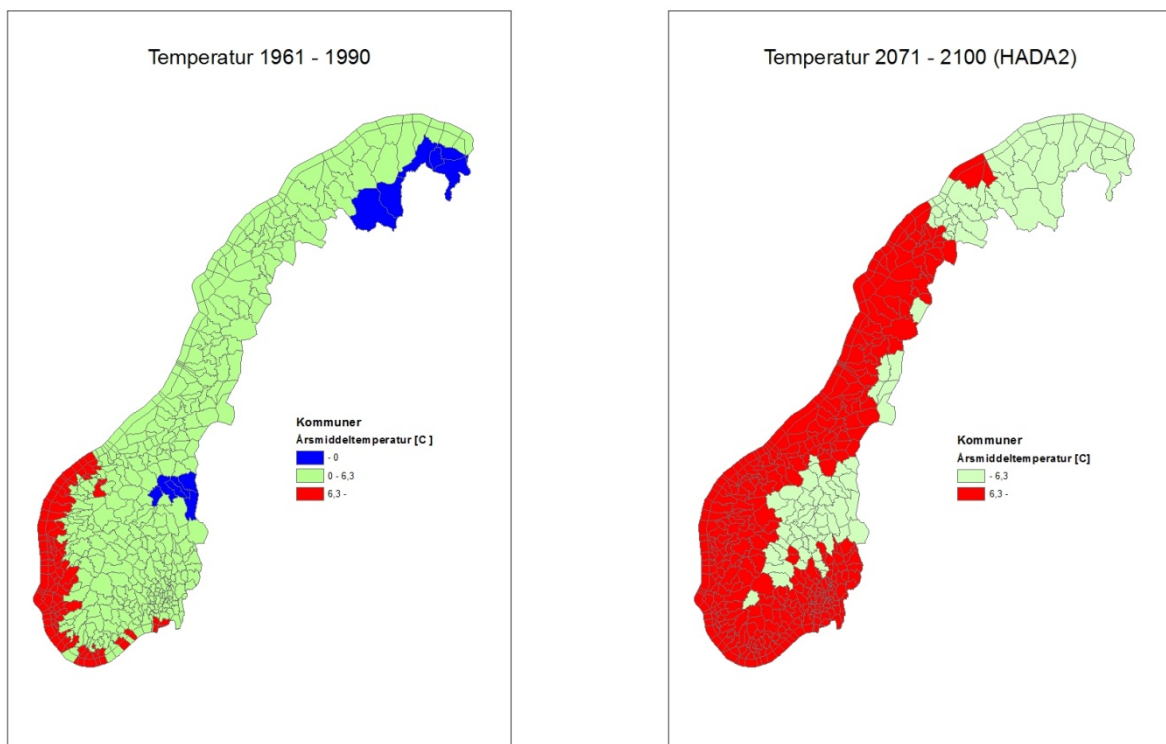 Temperatur 1961 - 1990
Kommuner
Årsmiddeltemperatur [C ]
- 0
0 - 6,3
6,3 -
Temperatur 2071 - 2100 (HADA2)
Kommuner
Årsmiddeltemperatur [C]
- 6,3
6,3 -